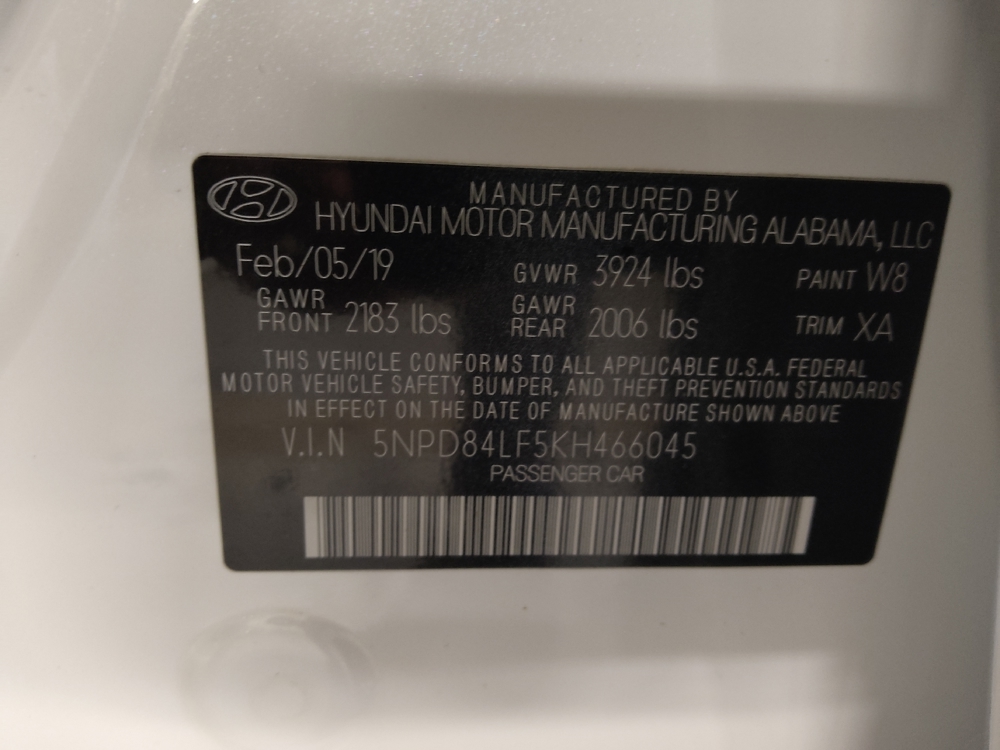 MANUFACTURED BY
HYUNDAI MOTOR MANUFACTURING ALABAMA, LLC
Feb/05/19 GVWR 3924 lbs PAINT W8
GAWR FRONT 2183 lbs GAWR REAR 2006 lbs TRIM XA
THIS VEHICLE CONFORMS TO ALL APPLICABLE U.S.A. FEDERAL
MOTOR VEHICLE SAFETY, BUMPER, AND THEFT PREVENTION STANDARDS
IN EFFECT ON THE DATE OF MANUFACTURE SHOWN ABOVE
V.I.N 5NPD84LF5KH466045
PASSENGER CAR